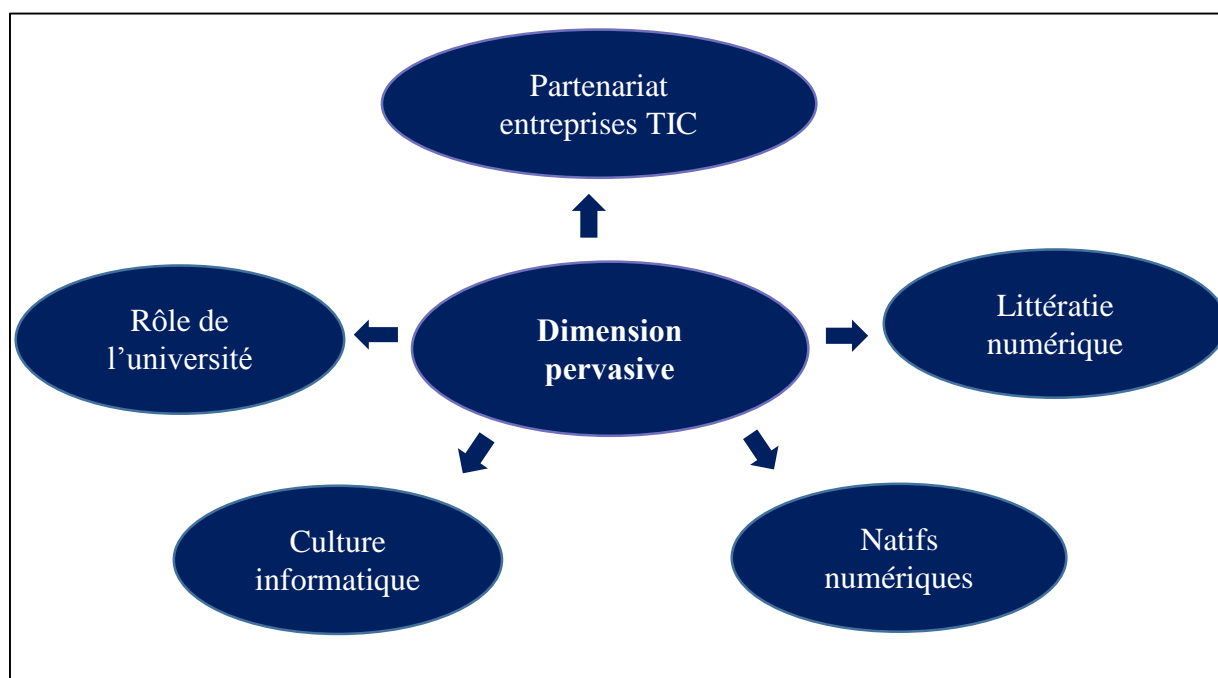 Partenariat
entreprises TIC
Rôle de
l’université
Dimension
pervasive
Littératie
numérique
Culture
informatique
Natifs
numériques